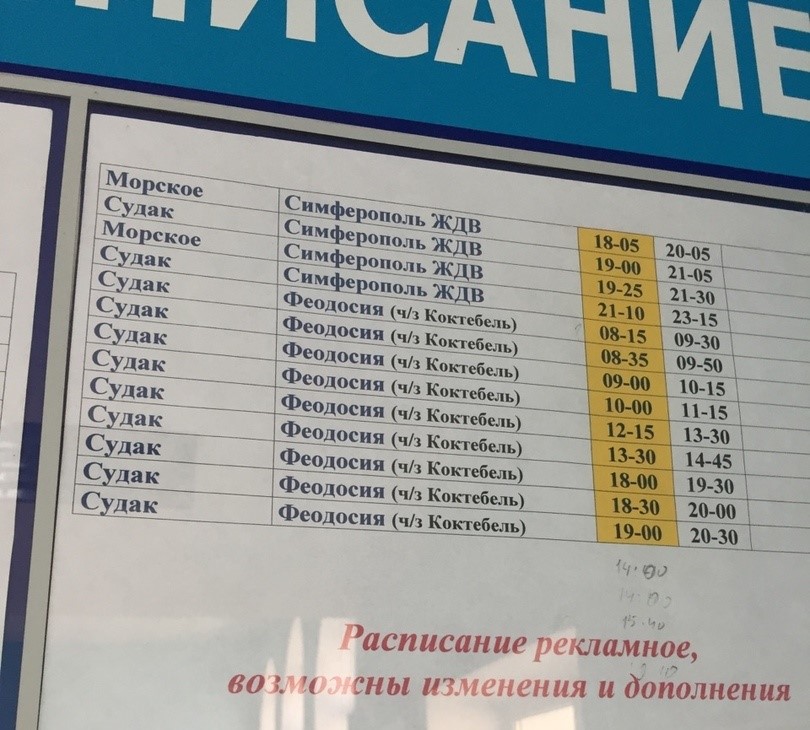 ПИСАНИЕ
Морское Симферополь ЖДВ 18-05 20-05
Судак Симферополь ЖДВ 19-00 21-05
Морское Симферополь ЖДВ 19-25 21-30
Судак Симферополь ЖДВ 21-10 23-15
Судак Феодосия (ч/з Коктебель) 08-15 09-30
Судак Феодосия (ч/з Коктебель) 08-35 09-50
Судак Феодосия (ч/з Коктебель) 09-00 10-15
Судак Феодосия (ч/з Коктебель) 10-00 11-15
Судак Феодосия (ч/з Коктебель) 12-15 13-30
Судак Феодосия (ч/з Коктебель) 13-30 14-45
Судак Феодосия (ч/з Коктебель) 18-00 19-30
Судак Феодосия (ч/з Коктебель) 18-30 20-00
Судак Феодосия (ч/з Коктебель) 19-00 20-30
14.00
14.00
15.40
Расписание рекламное,
возможны изменения и дополнения